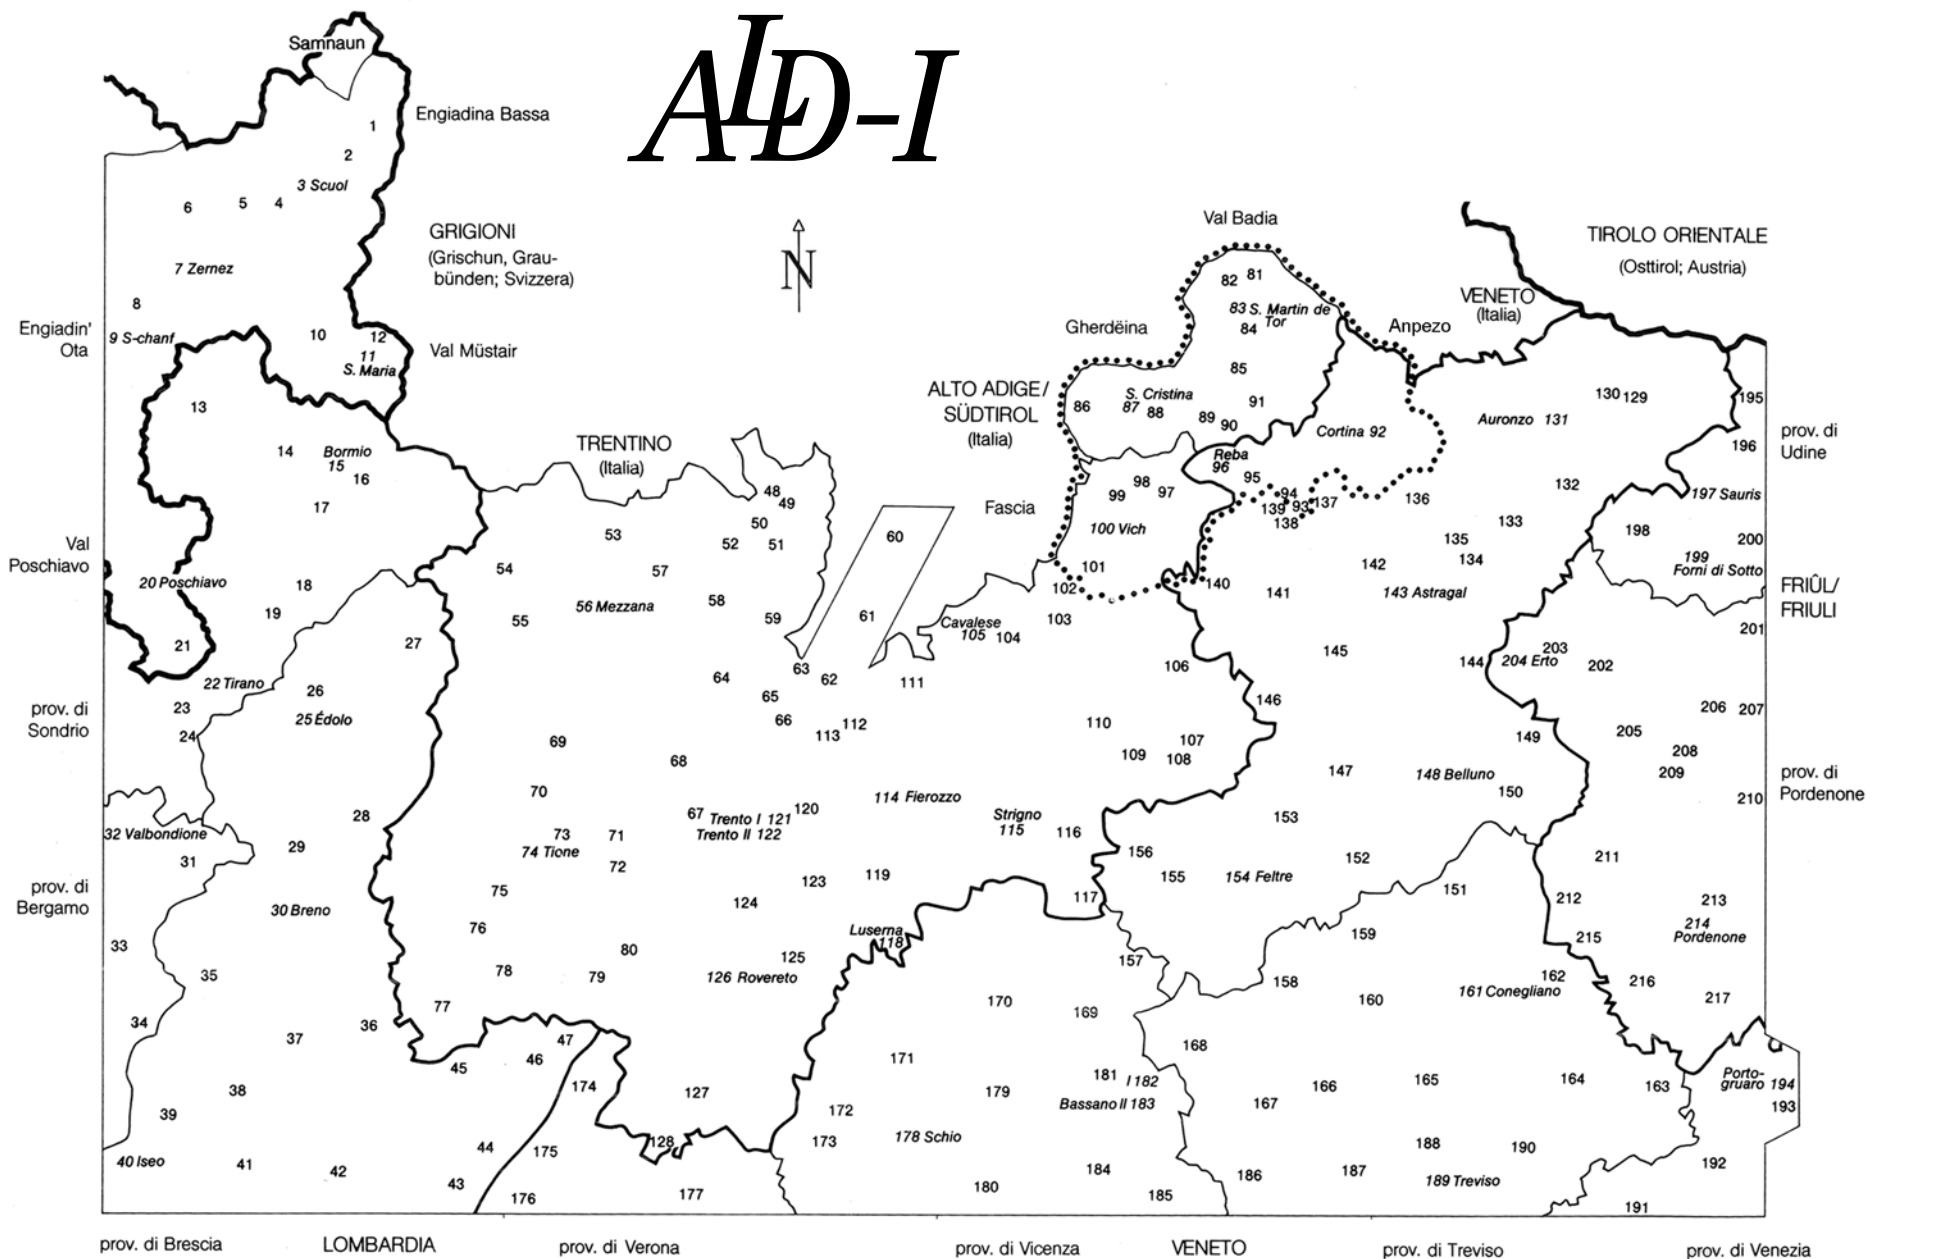 ALD-I
Samnaun
Engiadina Bassa
1
2
3 Scuol
6
5
4
GRIGIONI
(Grischun, Grau-
bünden; Svizzera)
7 Zernez
8
Engiadin'
Ota
9 S-chanf
10
12
11
S. Maria
Val Müstair
N
Val Badia
TIROLO ORIENTALE
(Osttirol; Austria)
82
81
83 S. Martin de
Tor
84
VENETO
(Italia)
Gherdëina
Anpezo
85
ALTO ADIGE/
SÜDTIROL
(Italia)
86
S. Cristina
87
88
89
90
91
Cortina 92
Auronzo 131
130
129
195
196
prov. di
Udine
13
14
Bormio
15
16
17
TRENTINO
(Italia)
48
49
50
51
52
53
60
Fascia
Reba
96
95
94
93
98
97
99
100 Vich
139
138
137
136
132
133
135
134
197 Sauris
198
200
199
Forni di Sotto
Val
Poschiavo
20 Poschiavo
18
19
21
54
55
56 Mezzana
57
58
59
61
101
102
103
Cavalese
105
104
140
141
142
143 Astragal
FRIÛL/
FRIULI
201
22 Tirano
27
26
25 Édolo
23
24
prov. di
Sondrio
63
62
64
65
66
111
112
113
106
145
144
204 Erto
203
202
146
110
107
109
108
206
207
205
149
208
209
69
68
70
147
148 Belluno
150
prov. di
Pordenone
210
28
32 Valbondione
29
31
67
Trento I 121
Trento II 122
120
114 Fierozzo
Strigno
115
116
153
73
71
74 Tione
72
156
155
154 Feltre
152
151
211
212
213
214
Pordenone
prov. di
Bergamo
30 Breno
75
76
123
119
124
117
33
35
80
78
79
Luserna
118
125
126 Rovereto
157
159
158
215
162
161 Conegliano
160
216
217
34
37
36
77
170
169
47
46
45
171
168
38
39
174
127
172
179
181
I 182
Bassano II 183
167
166
165
164
163
Porto-
gruaro 194
193
40 Iseo
41
42
44
43
175
176
128
177
173
178 Schio
180
184
185
186
187
188
189 Treviso
190
192
191
prov. di Brescia
LOMBARDIA
prov. di Verona
prov. di Vicenza
VENETO
prov. di Treviso
prov. di Venezia